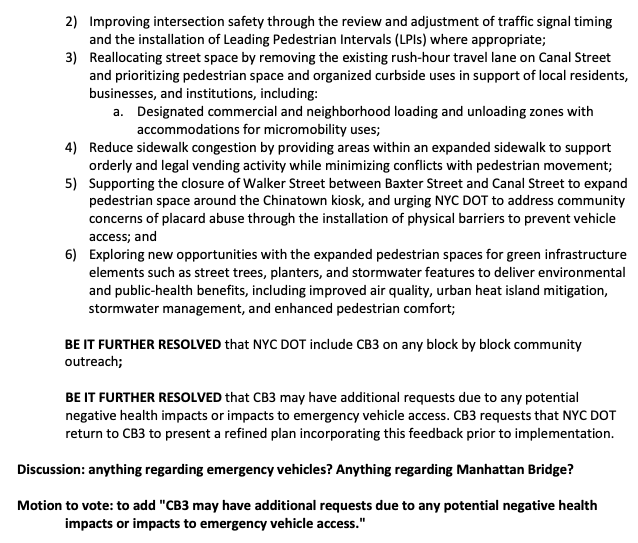 2) Improving intersection safety through the review and adjustment of traffic signal timing
and the installation of Leading Pedestrian Intervals (LPIs) where appropriate;
3) Reallocating street space by removing the existing rush-hour travel lane on Canal Street
and prioritizing pedestrian space and organized curbside uses in support of local residents,
businesses, and institutions, including:
a. Designated commercial and neighborhood loading and unloading zones with
accommodations for micromobility uses;
4) Reduce sidewalk congestion by providing areas within an expanded sidewalk to support
orderly and legal vending activity while minimizing conflicts with pedestrian movement;
5) Supporting the closure of Walker Street between Baxter Street and Canal Street to expand
pedestrian space around the Chinatown kiosk, and urging NYC DOT to address community
concerns of placard abuse through the installation of physical barriers to prevent vehicle
access; and
6) Exploring new opportunities with the expanded pedestrian spaces for green infrastructure
elements such as street trees, planters, and stormwater features to deliver environmental
and public-health benefits, including improved air quality, urban heat island mitigation,
stormwater management, and enhanced pedestrian comfort;
BE IT FURTHER RESOLVED that NYC DOT include CB3 on any block by block community
outreach;
BE IT FURTHER RESOLVED that CB3 may have additional requests due to any potential
negative health impacts or impacts to emergency vehicle access. CB3 requests that NYC DOT
return to CB3 to present a refined plan incorporating this feedback prior to implementation.
Discussion: anything regarding emergency vehicles? Anything regarding Manhattan Bridge?
Motion to vote: to add "CB3 may have additional requests due to any potential negative health
impacts or impacts to emergency vehicle access."